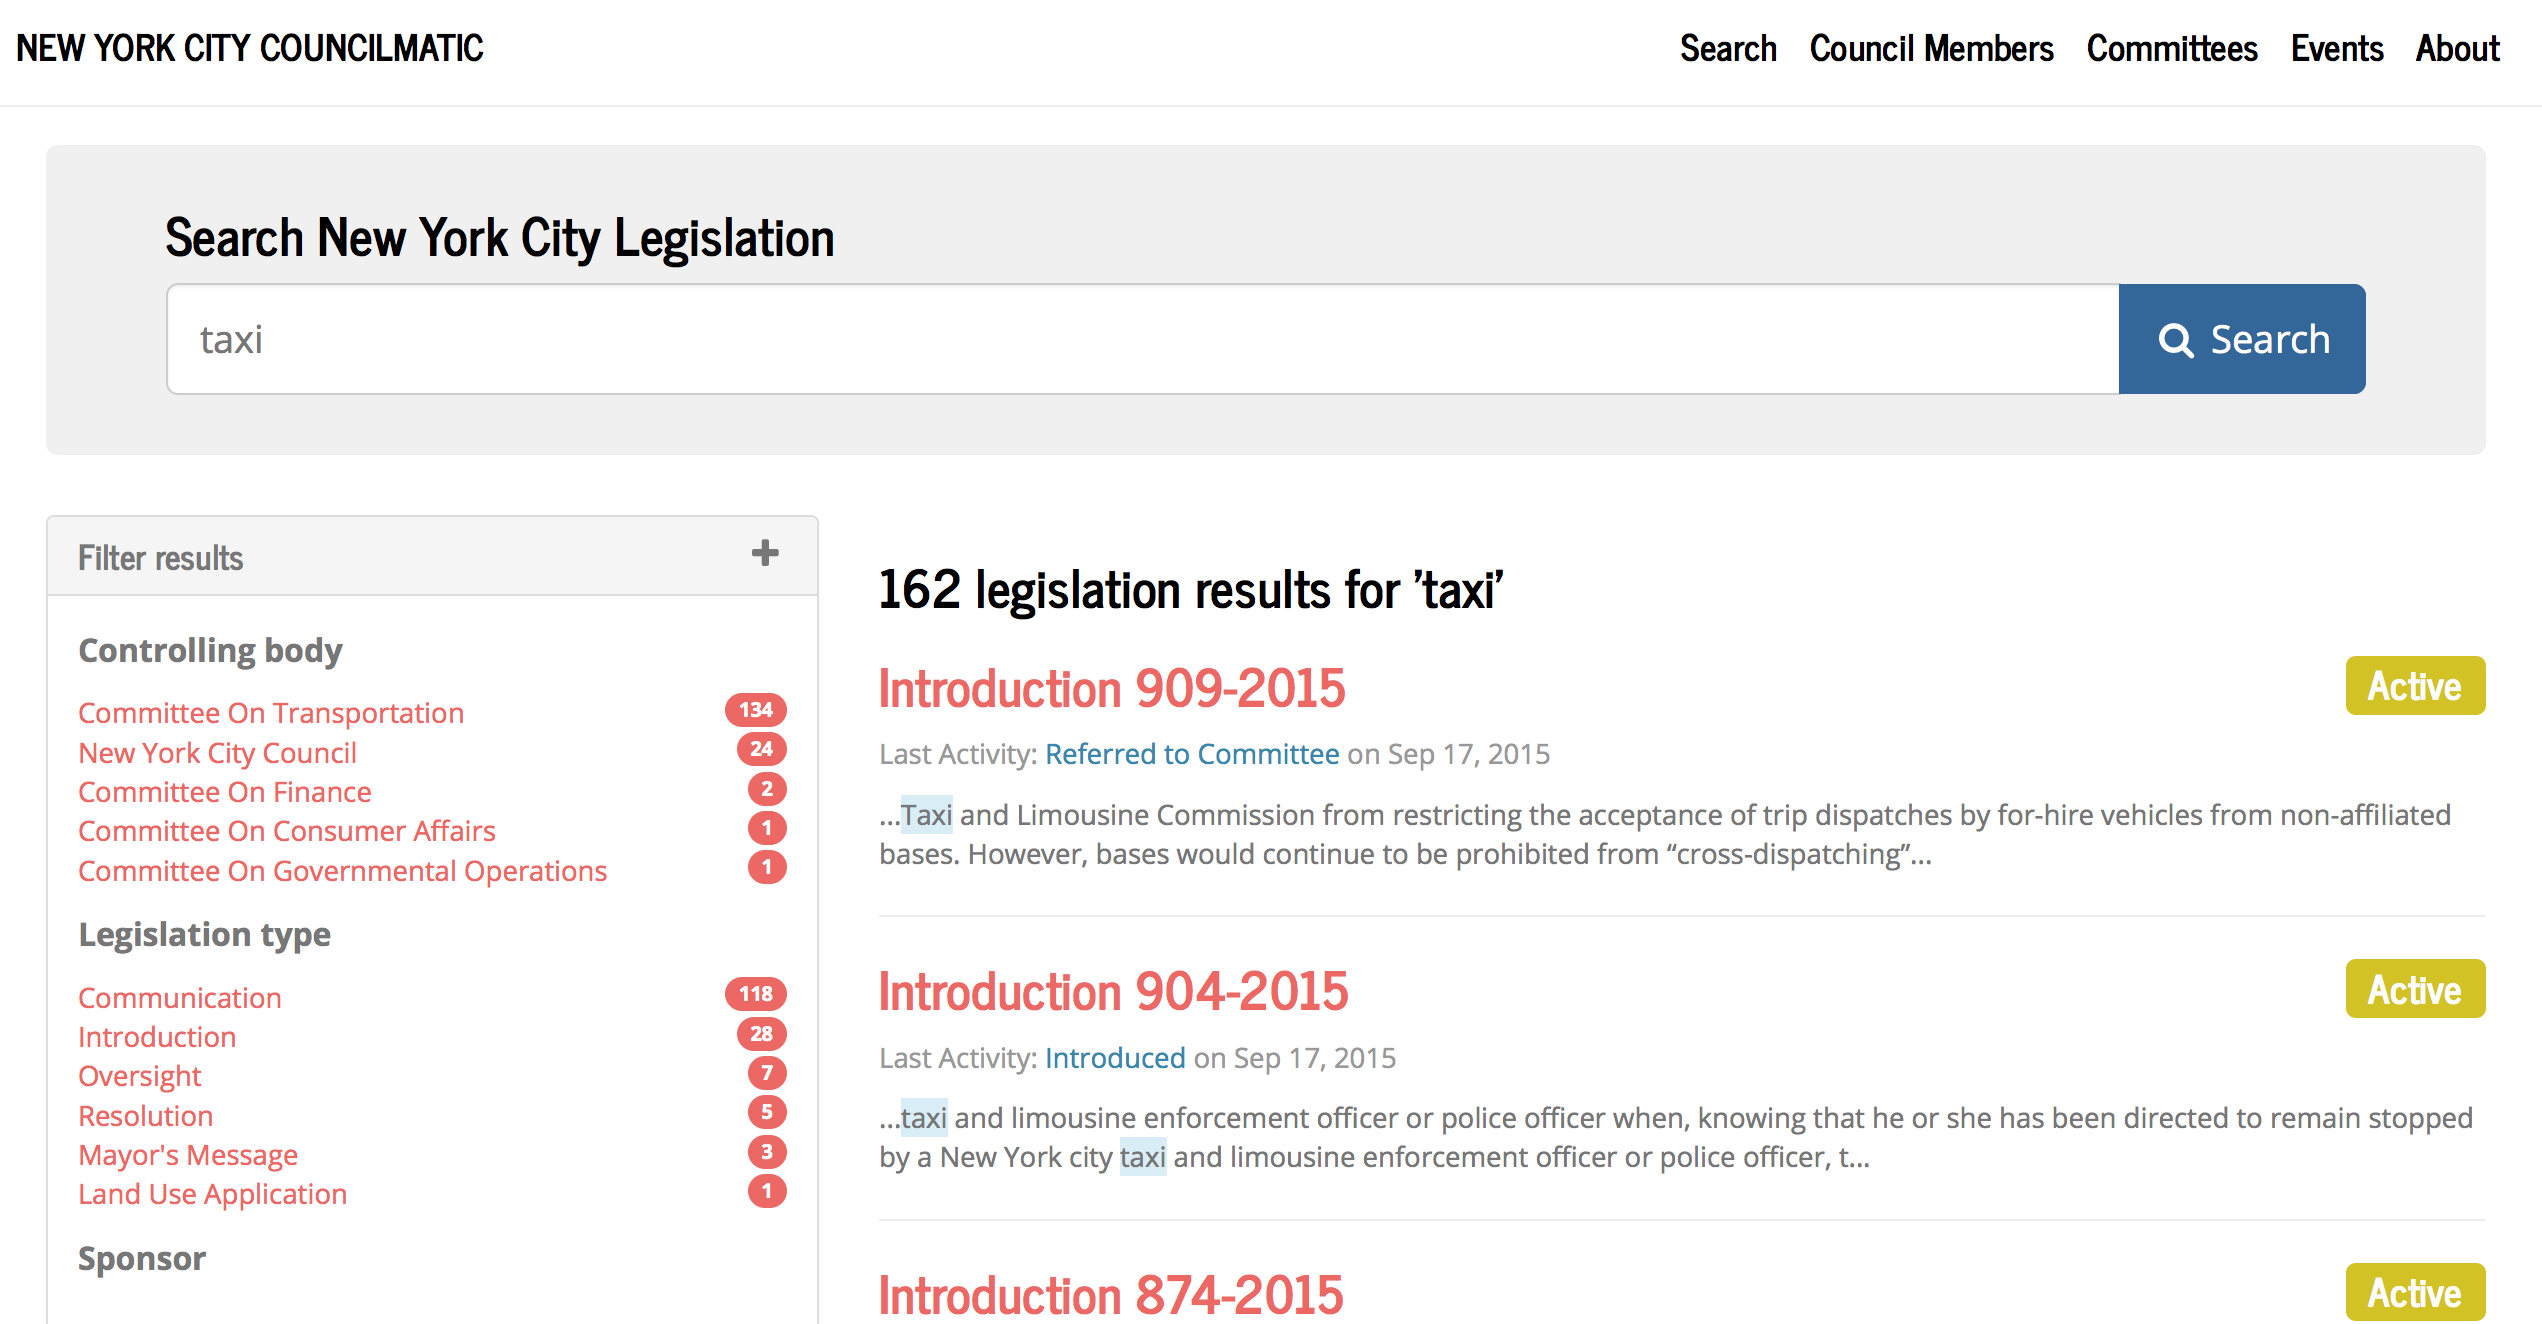 NEW YORK CITY COUNCILMATIC
Search Council Members Committees Events About
Search New York City Legislation
taxi
Search
Filter results
Controlling body
Committee On Transportation 134
New York City Council 24
Committee On Finance 2
Committee On Consumer Affairs 1
Committee On Governmental Operations 1
Legislation type
Communication 118
Introduction 28
Oversight 7
Resolution 5
Mayor's Message 3
Land Use Application 1
Sponsor
162 legislation results for 'taxi'
Introduction 909-2015 Active
Last Activity: Referred to Committee on Sep 17, 2015
...Taxi and Limousine Commission from restricting the acceptance of trip dispatches by for-hire vehicles from non-affiliated
bases. However, bases would continue to be prohibited from “cross-dispatching”...
Introduction 904-2015 Active
Last Activity: Introduced on Sep 17, 2015
...taxi and limousine enforcement officer or police officer when, knowing that he or she has been directed to remain stopped
by a New York city taxi and limousine enforcement officer or police officer, t...
Introduction 874-2015 Active